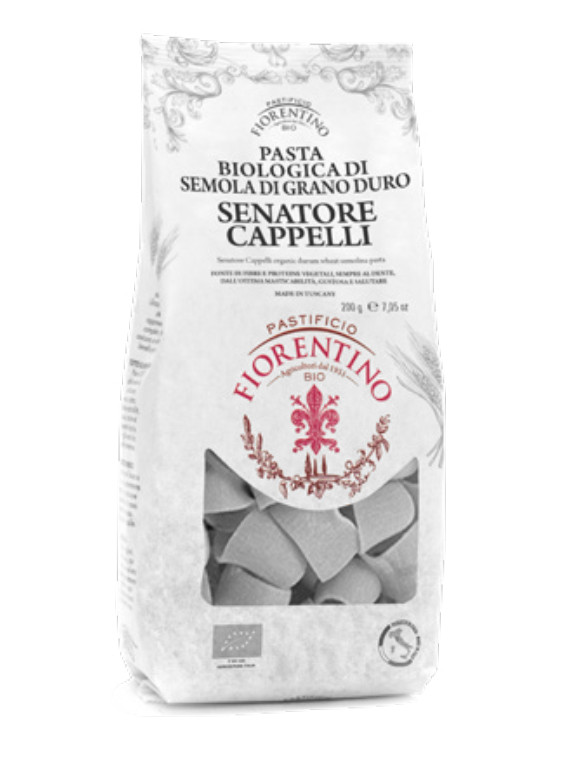 PASTIFICIO
FIORENTINO
BIO
PASTA
BIOLOGICA DI
SEMOLA DI GRANO DURO
SENATORE
CAPPELLI
Senatore Cappelli organic durum wheat semolina pasta
FONTE DI FIBRE E PROTEINE VEGETALI, SEMPRE AL DENTE,
DALL'OTTIMA MASTICABILITÀ, GUSTOSA E SALUTARE
MADE IN TUSCANY
200 g ℮ 7,05 oz
PASTIFICIO
FIORENTINO
Agricoltori dal 1951
BIO